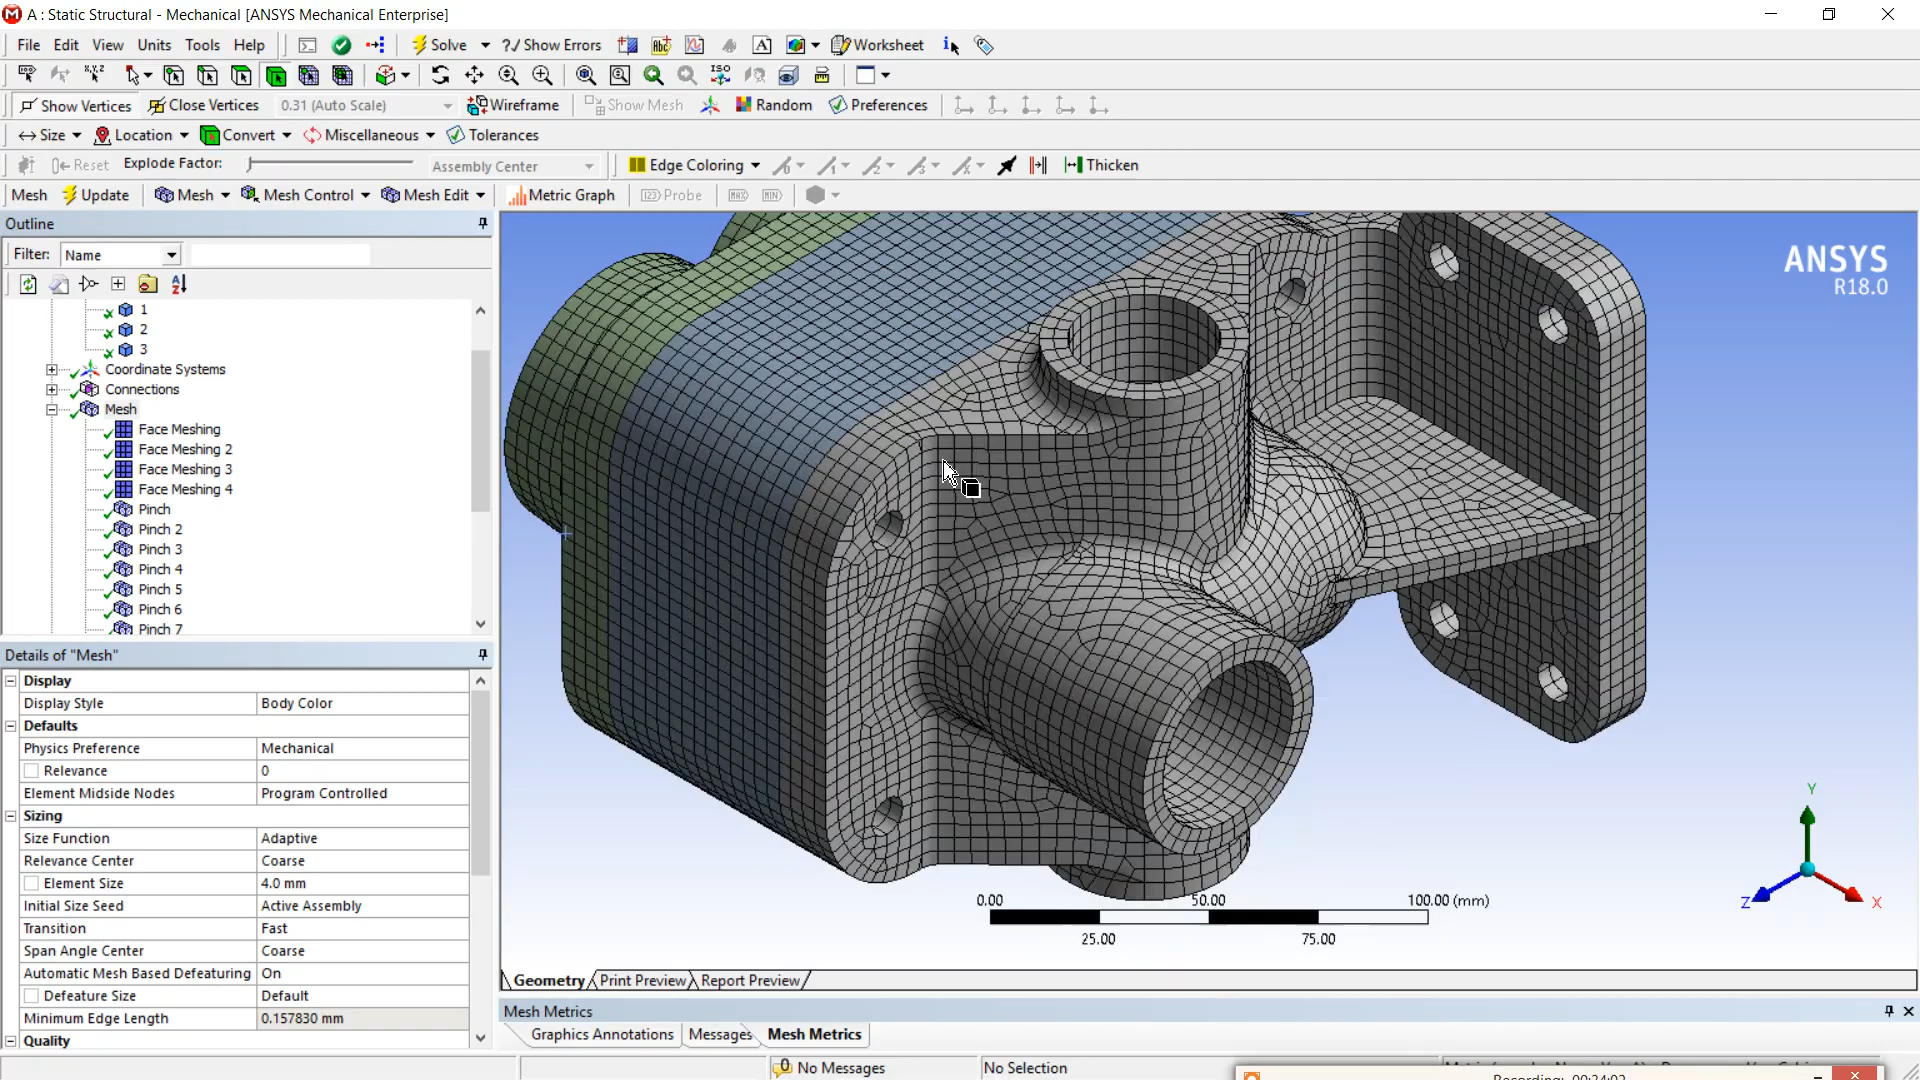 A : Static Structural - Mechanical [ANSYS Mechanical Enterprise]
File Edit View Units Tools Help Solve ?/ Show Errors Worksheet
Show Vertices Close Vertices 0.31 (Auto Scale) Wireframe Show Mesh Random Preferences
Size Location Convert Miscellaneous Tolerances
Reset Explode Factor: Assembly Center Edge Coloring Thicken
Mesh Update Mesh Mesh Control Mesh Edit Metric Graph Probe MAX MIN
Outline
Filter: Name
1
2
3
Coordinate Systems
Connections
Mesh
Face Meshing
Face Meshing 2
Face Meshing 3
Face Meshing 4
Pinch
Pinch 2
Pinch 3
Pinch 4
Pinch 5
Pinch 6
Pinch 7
Details of "Mesh"
Display
Display Style Body Color
Defaults
Physics Preference Mechanical
Relevance 0
Element Midside Nodes Program Controlled
Sizing
Size Function Adaptive
Relevance Center Coarse
Element Size 4.0 mm
Initial Size Seed Active Assembly
Transition Fast
Span Angle Center Coarse
Automatic Mesh Based Defeaturing On
Defeature Size Default
Minimum Edge Length 0.157830 mm
Quality
ANSYS
R18.0
Y
Z
X
0.00 50.00 100.00 (mm)
25.00 75.00
Geometry Print Preview Report Preview
Mesh Metrics
Graphics Annotations Messages Mesh Metrics
No Messages No Selection
Recording: 00:34:02